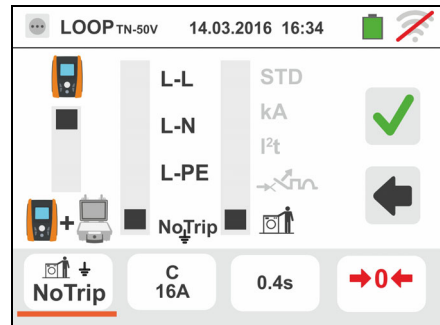 LOOP TN-50V 14.03.2016 16:34
L-L STD
L-N kA
I²t
L-PE
NoTrip
NoTrip
C
16A
0.4s
0